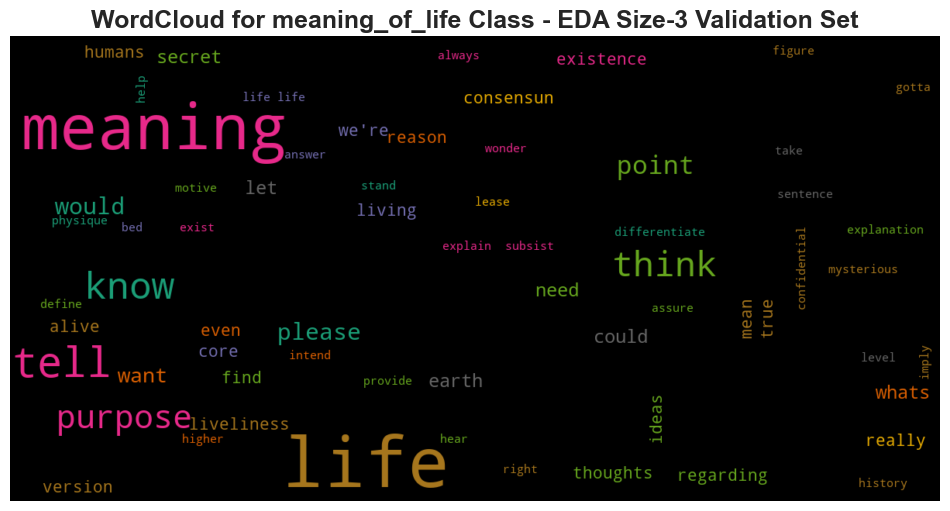 WordCloud for meaning_of_life Class - EDA Size-3 Validation Set
humans
secret
always
existence
figure
help
life life
consensun
gotta
meaning
we're
reason
answer
wonder
point
take
motive
let
stand
living
lease
sentence
would
physique
bed
exist
explain
subsist
differentiate
explanation
think
confidential
mysterious
know
need
define
assure
mean
true
alive
even
please
could
core
intend
level
imply
tell
want
find
provide
earth
whats
purpose
liveliness
ideas
higher
hear
really
life
right
thoughts
regarding
version
history